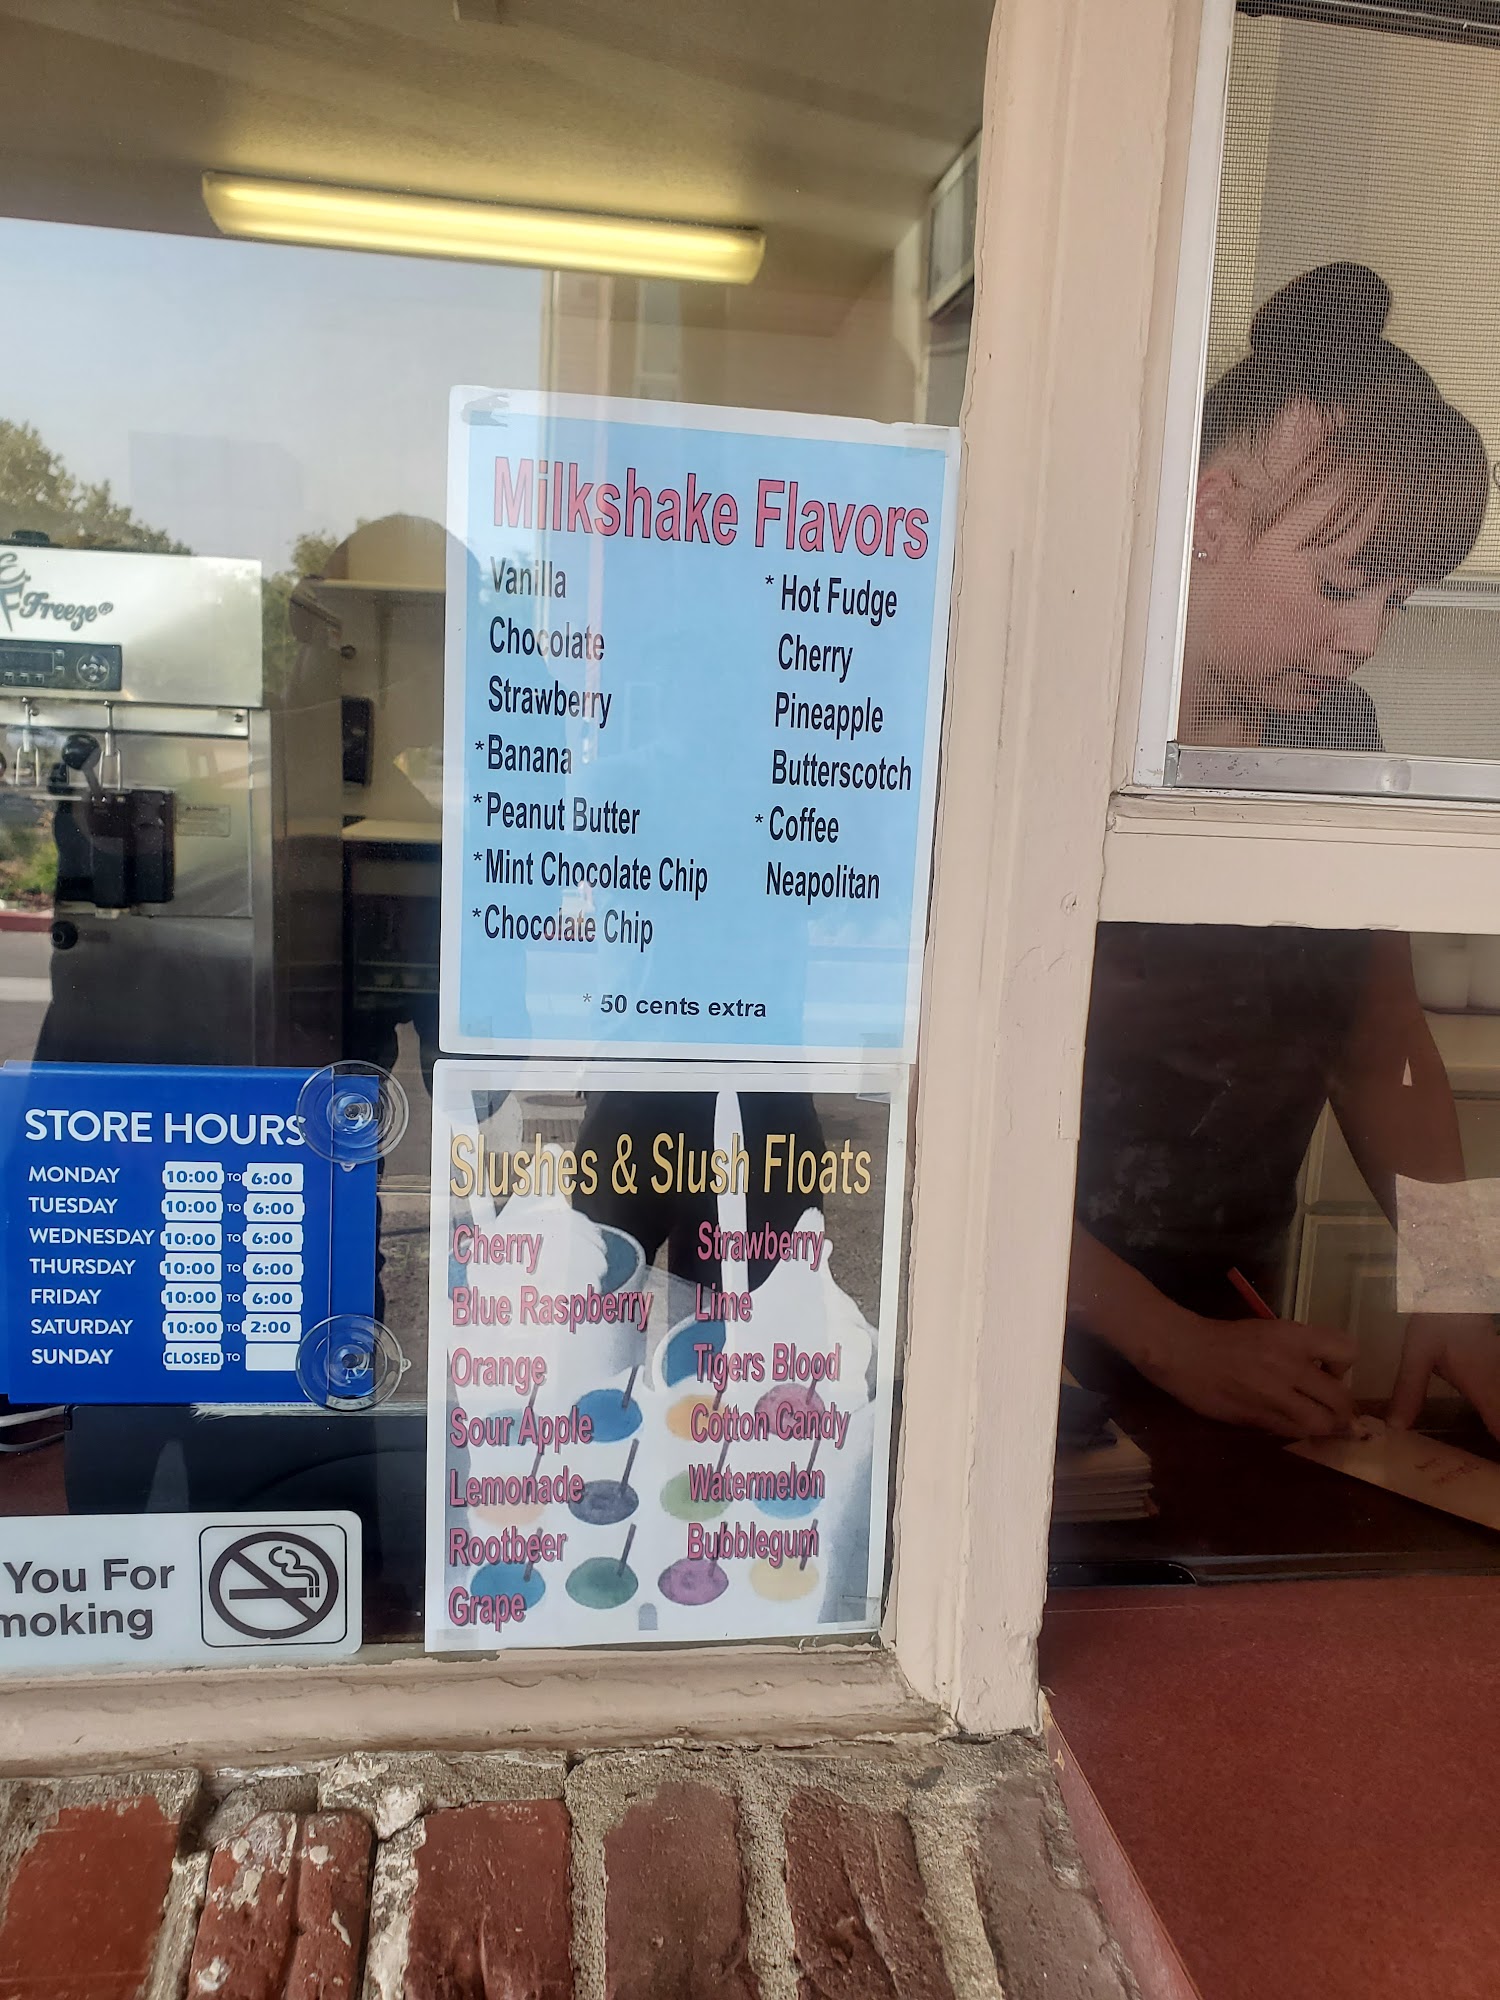 E.
F Freeze®
Milkshake Flavors
Vanilla
Chocolate
Strawberry
*Banana
*Peanut Butter
*Mint Chocolate Chip
*Chocolate Chip
* Hot Fudge
Cherry
Pineapple
Butterscotch
* Coffee
Neapolitan
* 50 cents extra
STORE HOURS
MONDAY 10:00 TO 6:00
TUESDAY 10:00 TO 6:00
WEDNESDAY 10:00 TO 6:00
THURSDAY 10:00 TO 6:00
FRIDAY 10:00 TO 6:00
SATURDAY 10:00 TO 2:00
SUNDAY CLOSED TO
Slushes & Slush Floats
Cherry
Blue Raspberry
Orange
Sour Apple
Lemonade
Rootbeer
Grape
Strawberry
Lime
Tigers Blood
Cotton Candy
Watermelon
Bubblegum
You For
moking